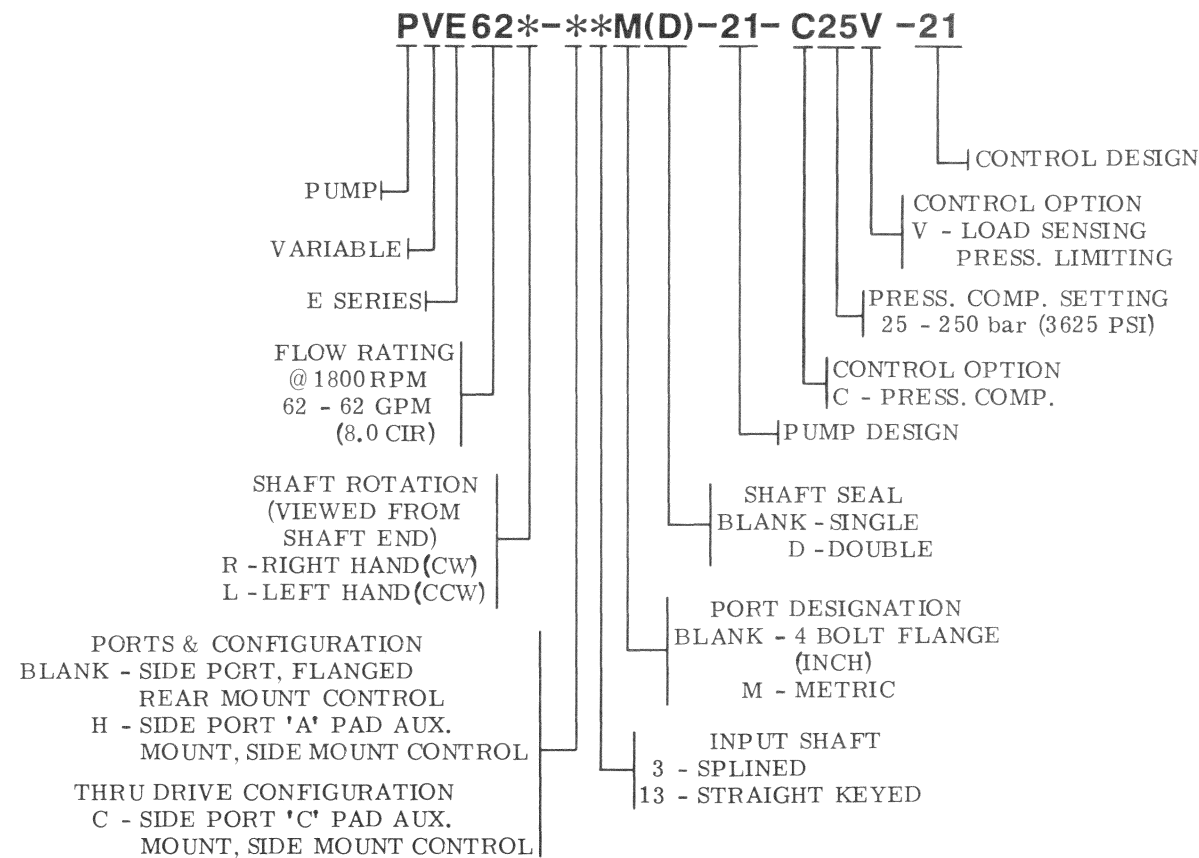 PVE62*-**M(D)-21- C25V -21
PUMP
VARIABLE
E SERIES
FLOW RATING
@ 1800 RPM
62 - 62 GPM
(8.0 CIR)
SHAFT ROTATION
(VIEWED FROM
SHAFT END)
R - RIGHT HAND (CW)
L - LEFT HAND (CCW)
PORTS & CONFIGURATION
BLANK - SIDE PORT, FLANGED
REAR MOUNT CONTROL
H - SIDE PORT 'A' PAD AUX.
MOUNT, SIDE MOUNT CONTROL
THRU DRIVE CONFIGURATION
C - SIDE PORT 'C' PAD AUX.
MOUNT, SIDE MOUNT CONTROL
CONTROL DESIGN
CONTROL OPTION
V - LOAD SENSING
PRESS. LIMITING
PRESS. COMP. SETTING
25 - 250 bar (3625 PSI)
CONTROL OPTION
C - PRESS. COMP.
PUMP DESIGN
SHAFT SEAL
BLANK - SINGLE
D - DOUBLE
PORT DESIGNATION
BLANK - 4 BOLT FLANGE
(INCH)
M - METRIC
INPUT SHAFT
3 - SPLINED
13 - STRAIGHT KEYED